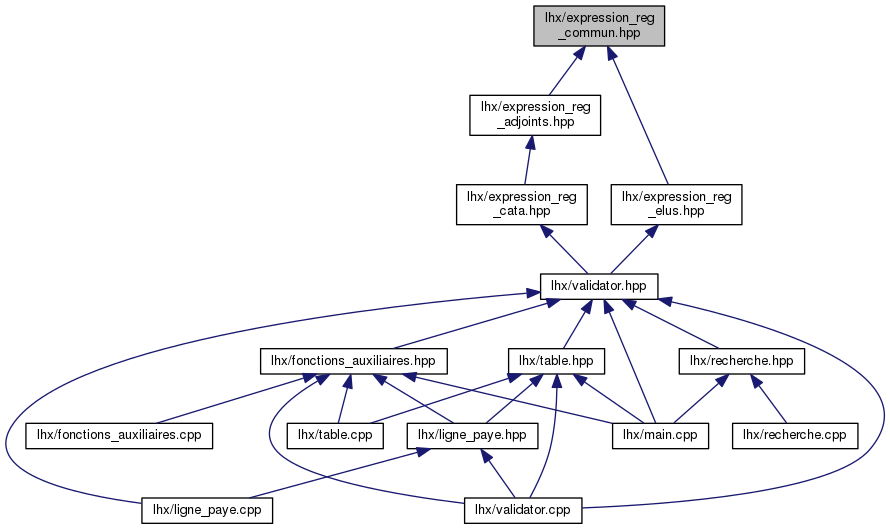 lhx/expression_reg
_commun.hpp
lhx/expression_reg
_adjoints.hpp
lhx/expression_reg
_cata.hpp
lhx/expression_reg
_elus.hpp
lhx/validator.hpp
lhx/fonctions_auxiliaires.hpp
lhx/table.hpp
lhx/recherche.hpp
lhx/fonctions_auxiliaires.cpp
lhx/table.cpp
lhx/ligne_paye.hpp
lhx/main.cpp
lhx/recherche.cpp
lhx/ligne_paye.cpp
lhx/validator.cpp